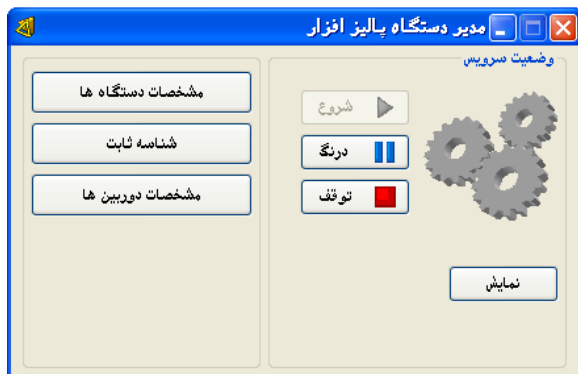 مدیر دستگاه پالیز افزار
وضعیت سرویس
شروع
درنگ
توقف
نمایش
مشخصات دستگاه ها
شناسه ثابت
مشخصات دوربین ها